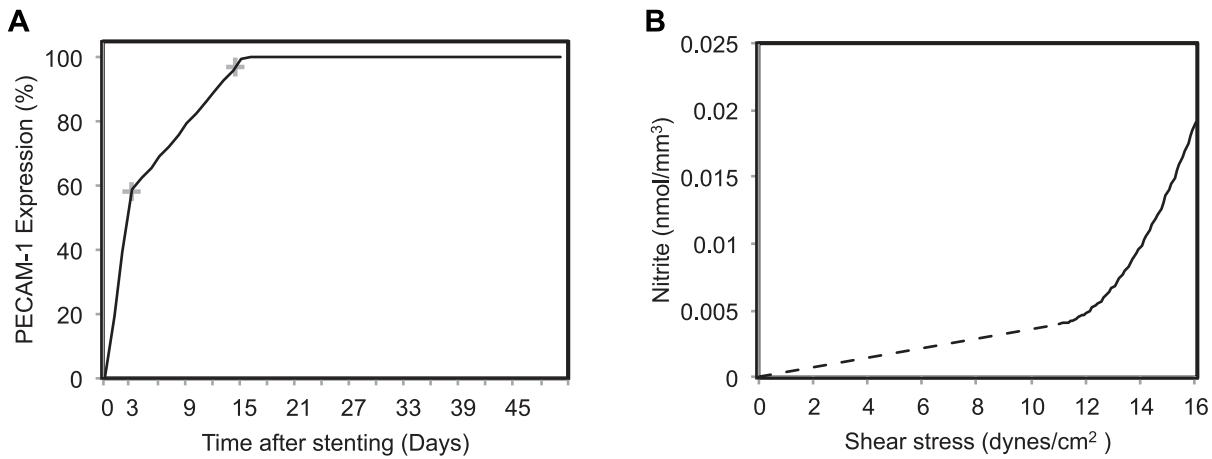 A
PECAM-1 Expression (%)
100
80
60
40
20
0
0 3 9 15 21 27 33 39 45
Time after stenting (Days)
B
Nitrite (nmol/mm³)
0.025
0.02
0.015
0.01
0.005
0
0 2 4 6 8 10 12 14 16
Shear stress (dynes/cm² )